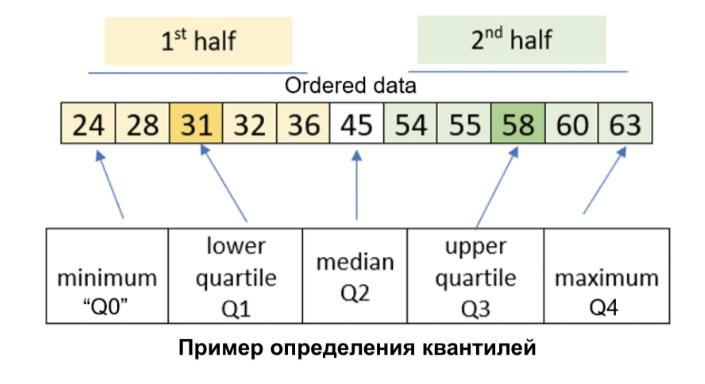 1st half
2nd half
Ordered data
24 28 31 32 36 45 54 55 58 60 63
minimum
“Q0”
lower
quartile
Q1
median
Q2
upper
quartile
Q3
maximum
Q4
Пример определения квантилей